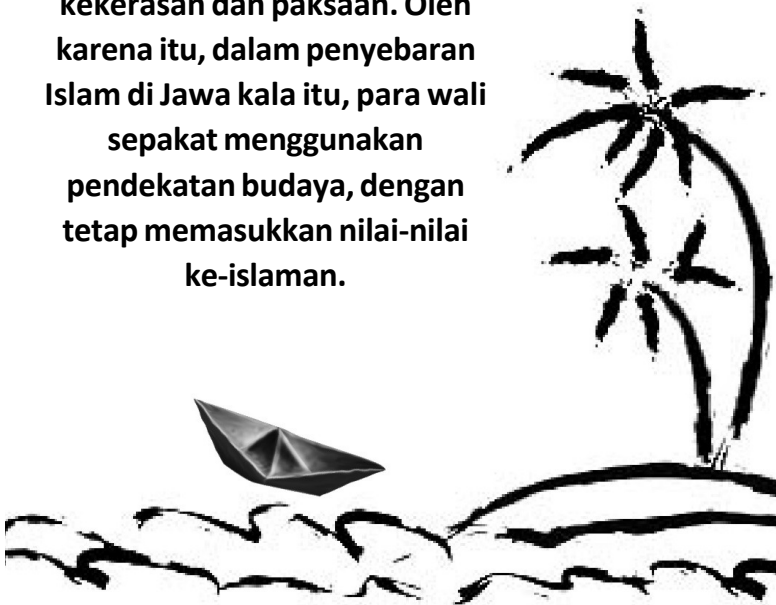 kekerasan dan paksaan. Oleh
karena itu, dalam penyebaran
Islam di Jawa kala itu, para wali
sepakat menggunakan
pendekatan budaya, dengan
tetap memasukkan nilai-nilai
ke-islaman.